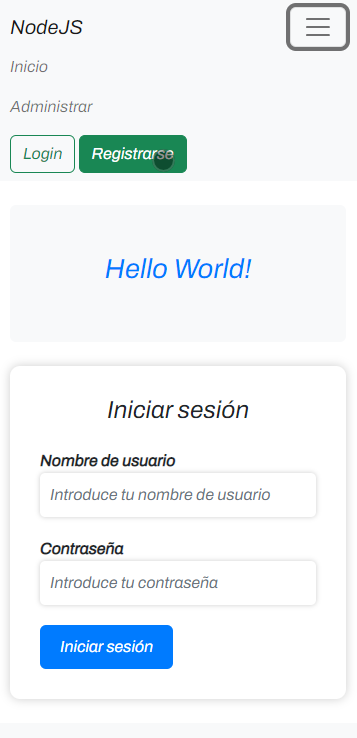 NodeJS
Inicio
Administrar
Login Registrarse
Hello World!
Iniciar sesión
Nombre de usuario
Introduce tu nombre de usuario
Contraseña
Introduce tu contraseña
Iniciar sesión